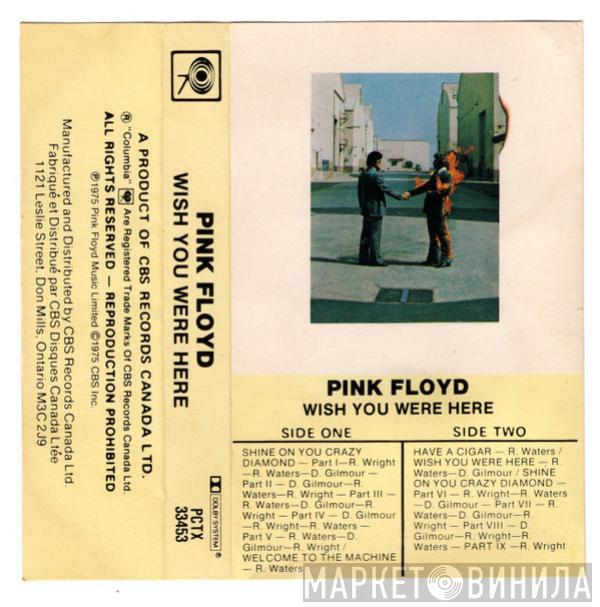 Manufactured and Distributed by CBS Records Canada Ltd.
Fabriqué et Distribué par CBS Disques Canada Ltée
1121 Leslie Street, Don Mills, Ontario M3C 2J9
A PRODUCT OF CBS RECORDS CANADA LTD.
® "Columbia" Are Registered Trade Marks Of CBS Records Canada Ltd.
ALL RIGHTS RESERVED — REPRODUCTION PROHIBITED
℗1975 Pink Floyd Music Limited ©1975 CBS Inc.
PINK FLOYD
WISH YOU WERE HERE
DOLBY SYSTEM ®
PCTX
33453
PINK FLOYD
WISH YOU WERE HERE
SIDE ONE
SHINE ON YOU CRAZY
DIAMOND — Part I—R. Wright
—R. Waters—D. Gilmour —
Part II — D. Gilmour—R.
Waters—R. Wright — Part III —
R. Waters—D. Gilmour—R.
Wright — Part IV — D. Gilmour
—R. Wright—R. Waters —
Part V — R. Waters—D.
Gilmour—R. Wright /
WELCOME TO THE MACHINE
— R. Waters
SIDE TWO
HAVE A CIGAR — R. Waters /
WISH YOU WERE HERE — R.
Waters—D. Gilmour / SHINE
ON YOU CRAZY DIAMOND —
Part VI — R. Wright—R. Waters
—D. Gilmour — Part VII — R.
Waters—D. Gilmour—R.
Wright — Part VIII — D.
Gilmour—R. Wright—R.
Waters — PART IX —R. Wright
МАРКЕТ ВИНИЛА